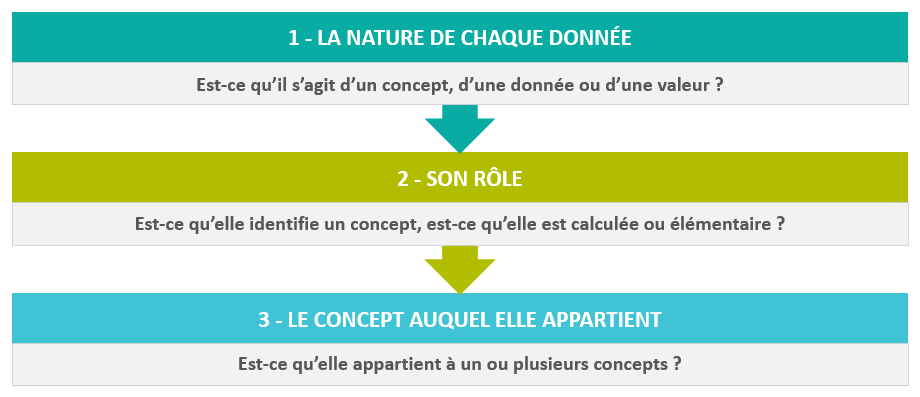 1 - LA NATURE DE CHAQUE DONNÉE
Est-ce qu’il s’agit d’un concept, d’une donnée ou d’une valeur ?
2 - SON RÔLE
Est-ce qu’elle identifie un concept, est-ce qu’elle est calculée ou élémentaire ?
3 - LE CONCEPT AUQUEL ELLE APPARTIENT
Est-ce qu’elle appartient à un ou plusieurs concepts ?